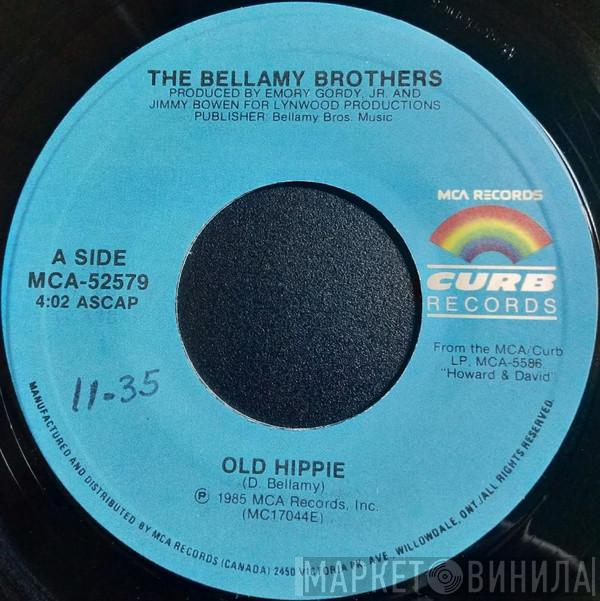 THE BELLAMY BROTHERS
PRODUCED BY EMORY GORDY, JR. AND
JIMMY BOWEN FOR LYNWOOD PRODUCTIONS
PUBLISHER: Bellamy Bros. Music
MCA RECORDS
CURB
RECORDS
A SIDE
MCA-52579
4:02 ASCAP
From the MCA/Curb
LP. MCA-5586
"Howard & David"
11-35
OLD HIPPIE
(D. Bellamy)
℗ 1985 MCA Records, Inc.
(MC17044E)
MANUFACTURED AND DISTRIBUTED BY MCA RECORDS (CANADA) 2450 VICTORIA PK. AVE., WILLOWDALE, ONT./ALL RIGHTS RESERVED.
МАРКЕТ ВИНИЛА